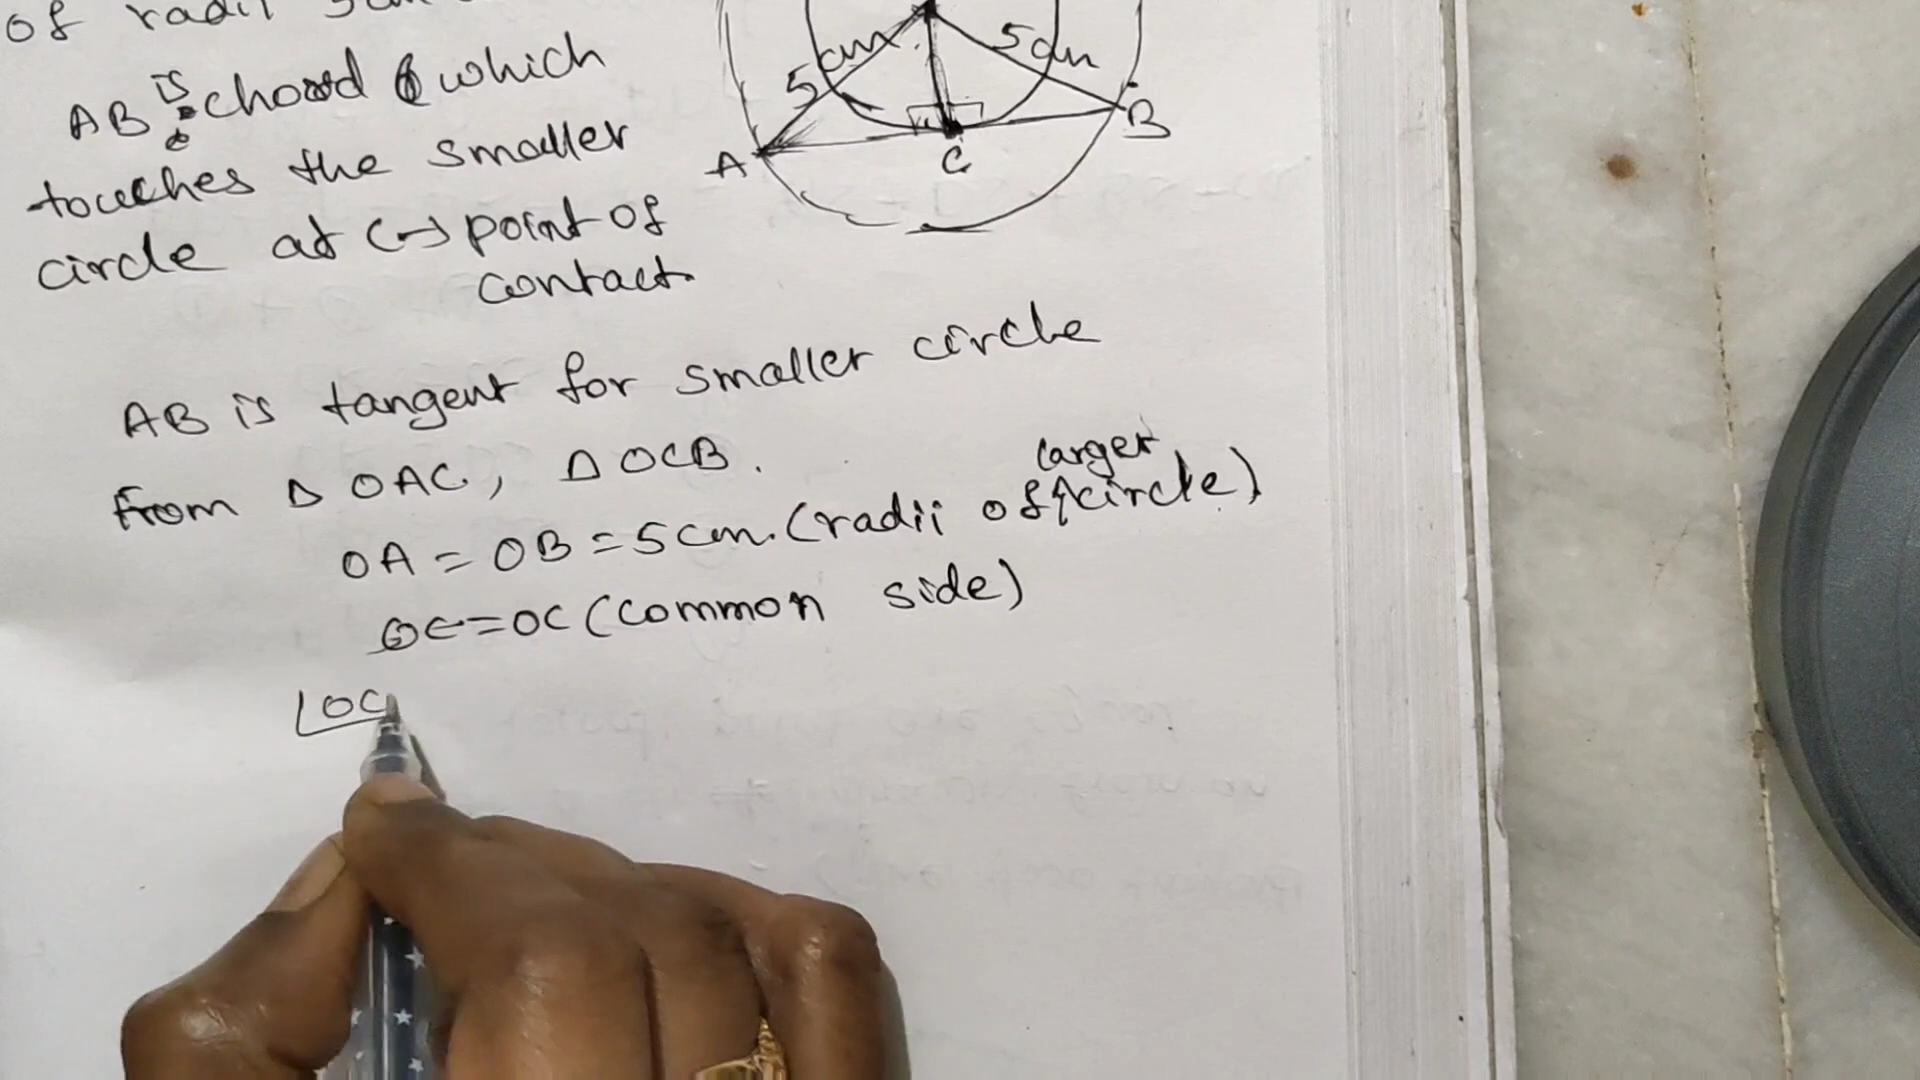 of radii 5cm
AB is chord which
touches the smaller
circle at C→ point of
contact.
5cm
5cm
A
B
C
AB is tangent for smaller circle
From Δ OAC, Δ OCB.
OA = OB = 5cm. (radii of larger circle)
OC = OC (common side)
∠OC